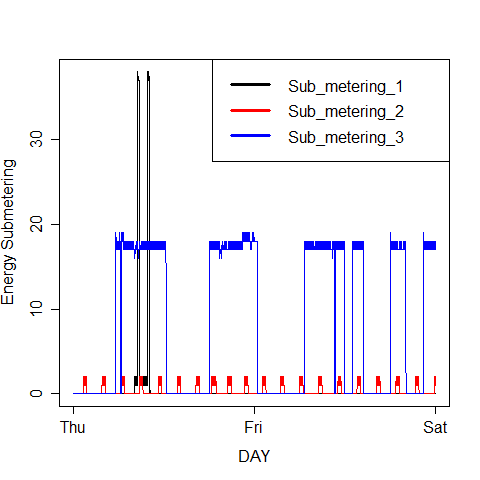 Sub_metering_1
Sub_metering_2
Sub_metering_3
Energy Submetering
30
20
10
0
Thu Fri Sat
DAY